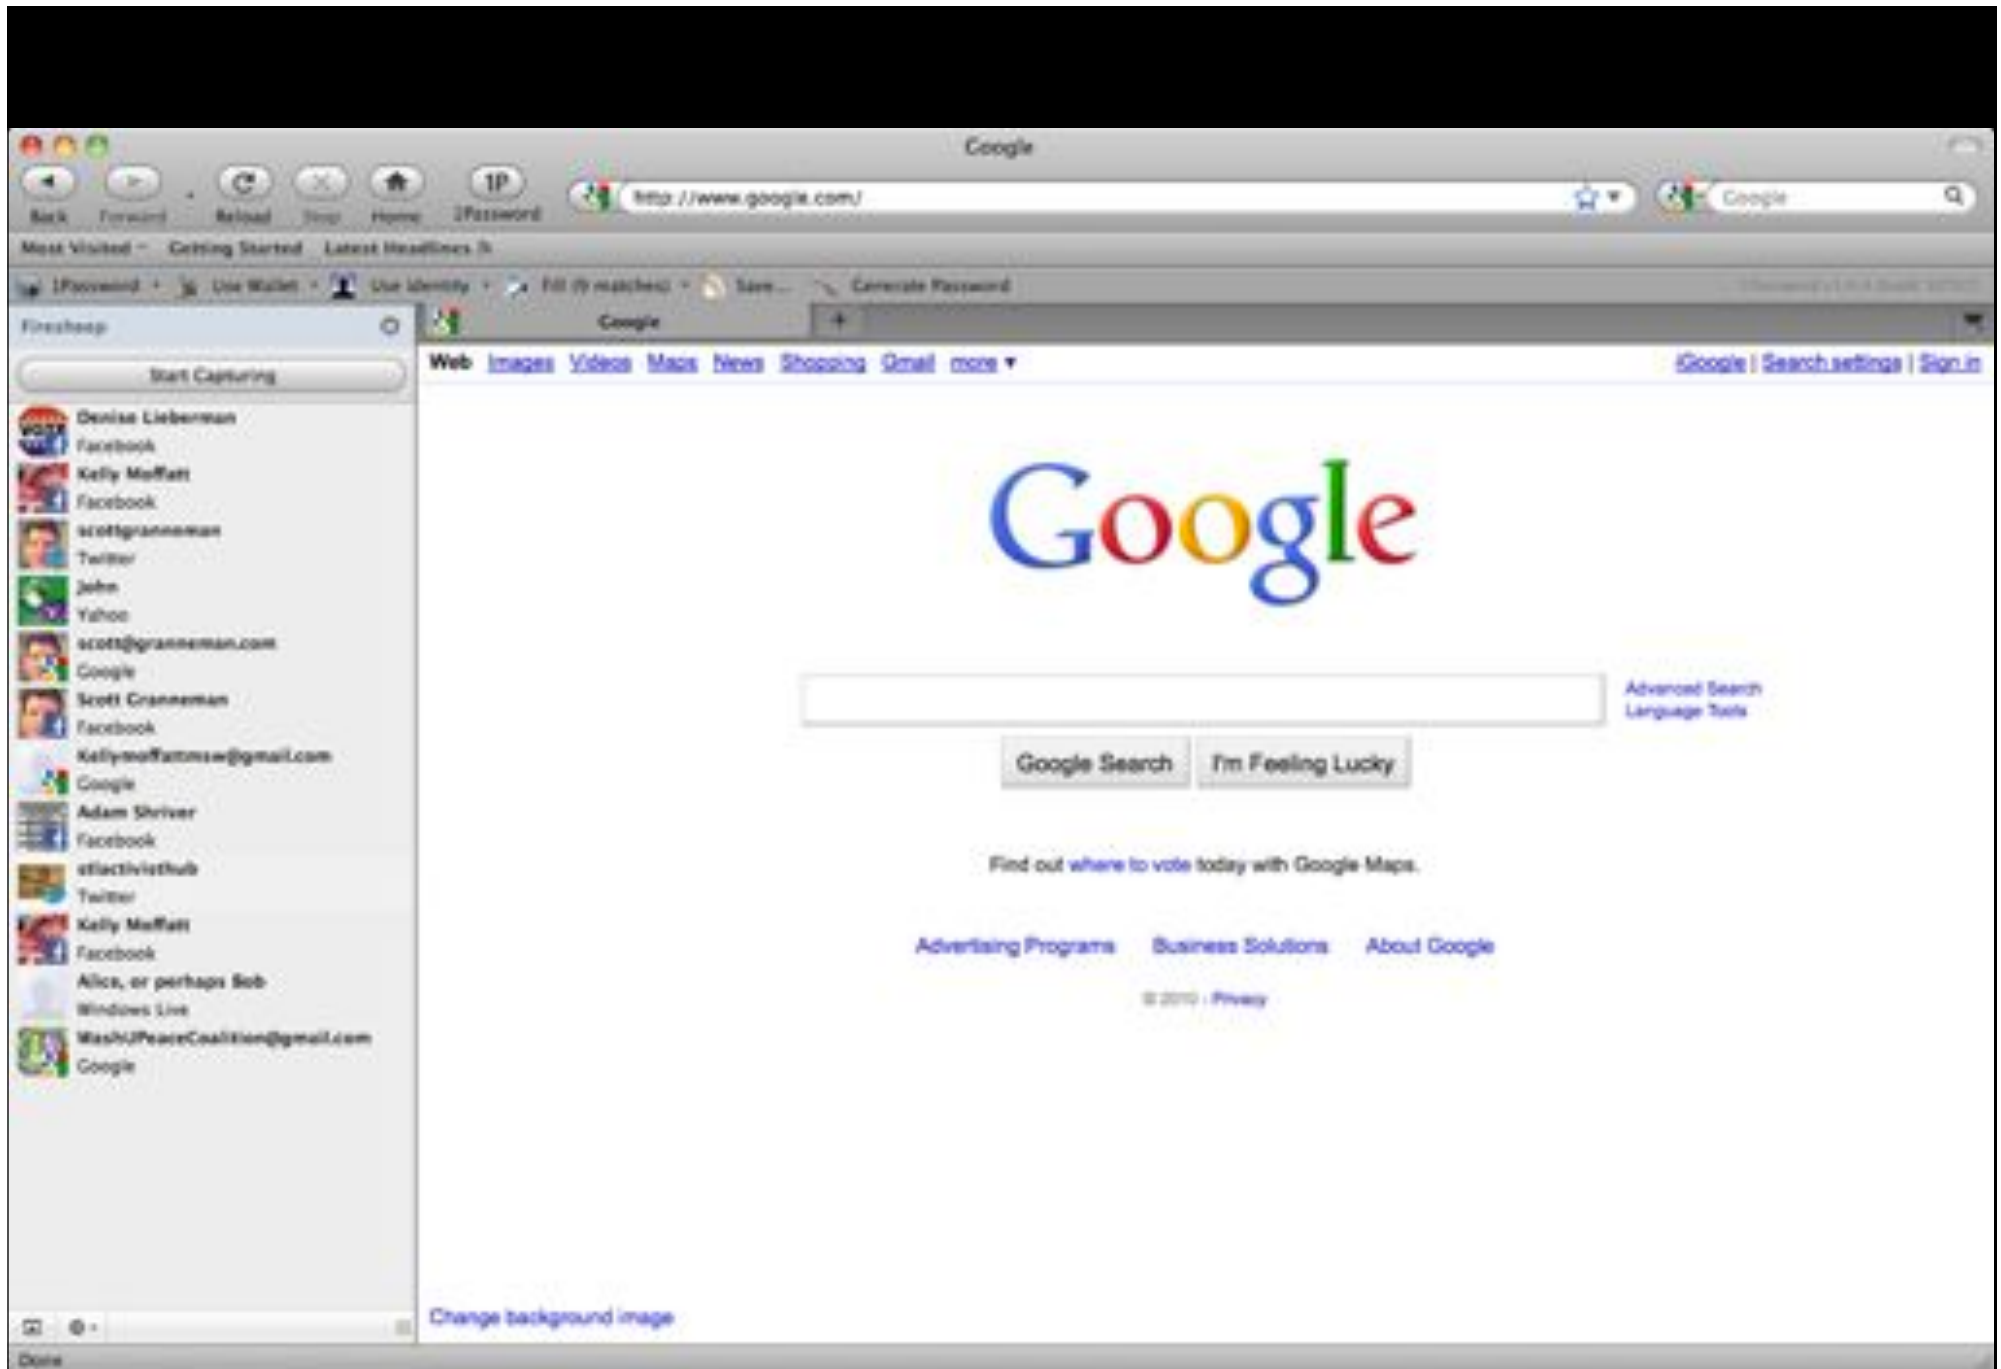 Google
1P
http://www.google.com/
Google
Back Forward Reload Stop Home 1Password
Most Visited Getting Started Latest Headlines
1Password Use Wallet Use Identity Fill (9 matches) Save... Generate Password
Firesheep
Google +
Start Capturing
Web Images Videos Maps News Shopping Gmail more ▼
iGoogle | Search settings | Sign in
Denise Lieberman
Facebook
Kelly Moffatt
Facebook
scottgranneman
Twitter
John
Yahoo
scott@granneman.com
Google
Scott Granneman
Facebook
Kellymoffattmsw@gmail.com
Google
Adam Shriver
Facebook
stlactivisthub
Twitter
Kelly Moffatt
Facebook
Alice, or perhaps Bob
Windows Live
WashUPeaceCoalition@gmail.com
Google
Google
Advanced Search
Language Tools
Google Search I'm Feeling Lucky
Find out where to vote today with Google Maps.
Advertising Programs Business Solutions About Google
© 2010 - Privacy
Change background image
Done